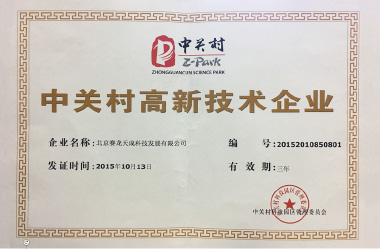 中关村
Z-Park
ZHONGGUANCUN SCIENCE PARK
中关村高新技术企业
企业名称:北京赛龙天成科技发展有限公司 编 号:20152010850801
发证时间:2015年10月13日 有 效 期:三年
中关村科技园区管理委员会